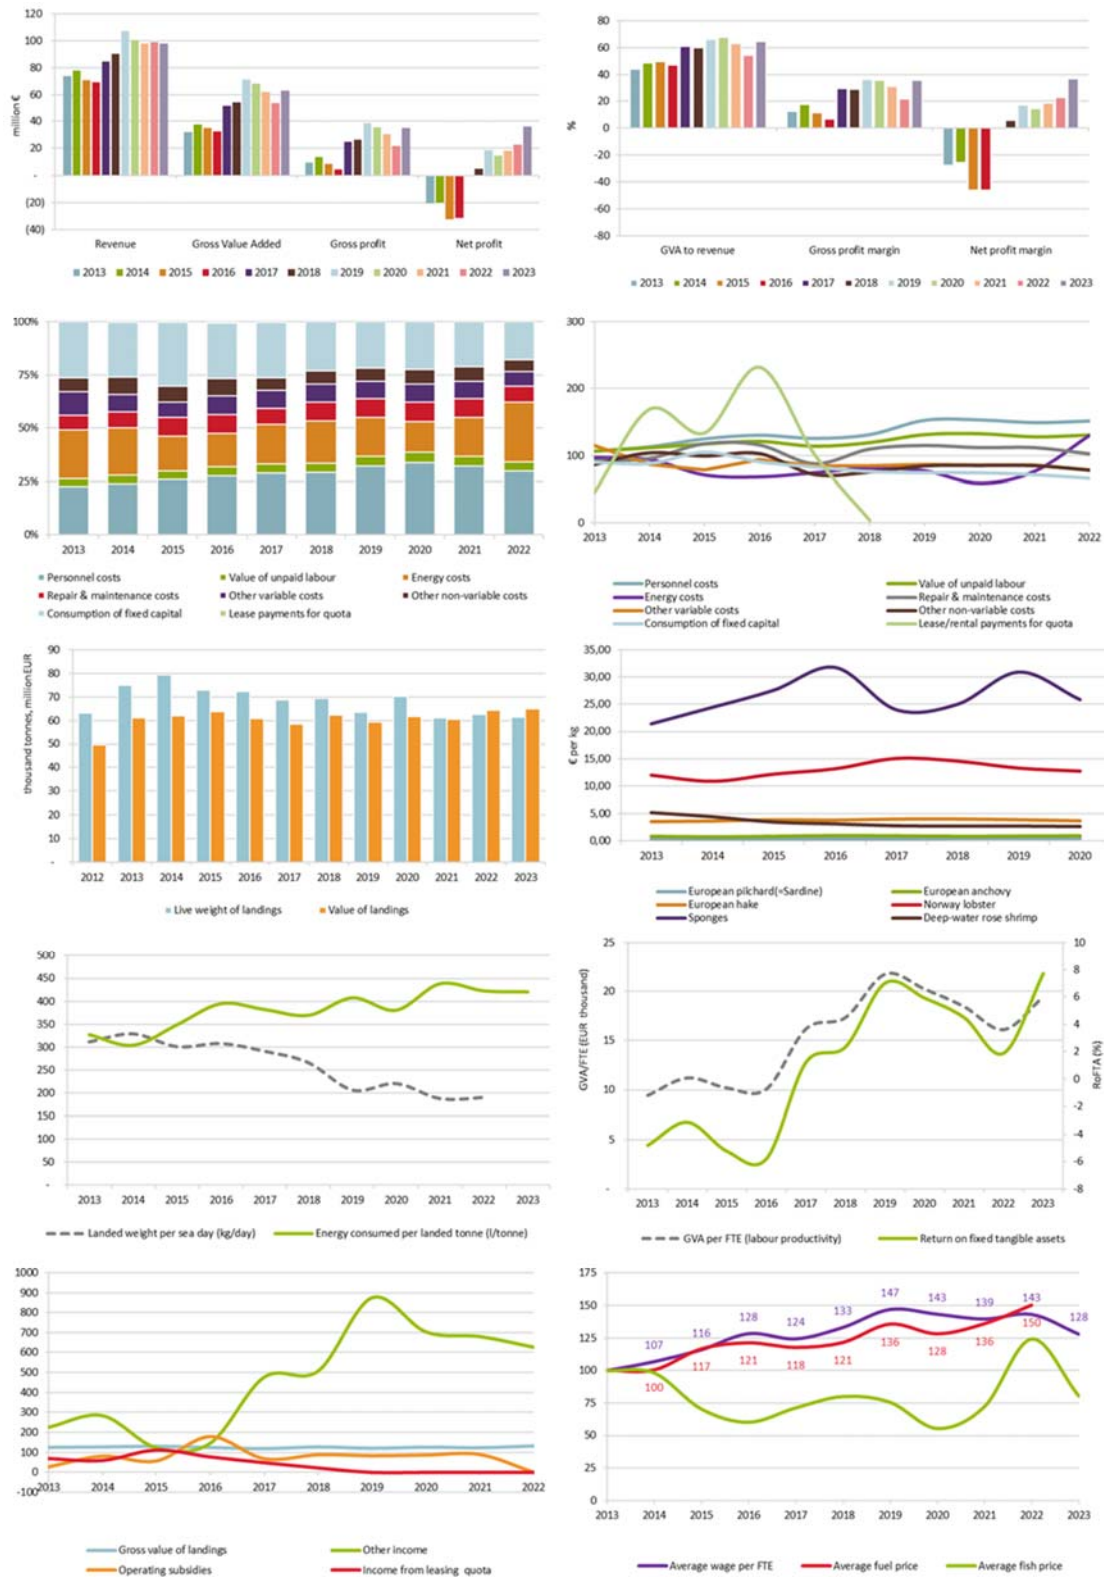 120
100
80
60
40
20
-
(20)
(40)
million €
Revenue Gross Value Added Gross profit Net profit
2013 2014 2015 2016 2017 2018 2019 2020 2021 2022 2023
80
60
40
20
0
-20
-40
-60
-80
%
GVA to revenue Gross profit margin Net profit margin
2013 2014 2015 2016 2017 2018 2019 2020 2021 2022 2023
100%
75%
50%
25%
0%
2013 2014 2015 2016 2017 2018 2019 2020 2021 2022
Personnel costs Value of unpaid labour Energy costs
Repair & maintenance costs Other variable costs Other non-variable costs
Consumption of fixed capital Lease payments for quota
300
200
100
0
2013 2014 2015 2016 2017 2018 2019 2020 2021 2022
Personnel costs Value of unpaid labour
Energy costs Repair & maintenance costs
Other variable costs Other non-variable costs
Consumption of fixed capital Lease/rental payments for quota
90
80
70
60
50
40
30
20
10
-
thousand tonnes, million EUR
2012 2013 2014 2015 2016 2017 2018 2019 2020 2021 2022 2023
Live weight of landings Value of landings
35,00
30,00
25,00
20,00
15,00
10,00
5,00
0,00
€ per kg
2013 2014 2015 2016 2017 2018 2019 2020
European pilchard(=Sardine) European anchovy
European hake Norway lobster
Sponges Deep-water rose shrimp
500
450
400
350
300
250
200
150
100
50
-
2013 2014 2015 2016 2017 2018 2019 2020 2021 2022 2023
Landed weight per sea day (kg/day) Energy consumed per landed tonne (l/tonne)
25
20
15
10
5
-
GVA/FTE (EUR thousand)
10
8
6
4
2
0
-2
-4
-6
-8
RoFTA (%)
2013 2014 2015 2016 2017 2018 2019 2020 2021 2022 2023
GVA per FTE (labour productivity) Return on fixed tangible assets
1000
900
800
700
600
500
400
300
200
100
0
-100
2013 2014 2015 2016 2017 2018 2019 2020 2021 2022
Gross value of landings Other income
Operating subsidies Income from leasing quota
175
150
125
100
75
50
25
0
107 116 128 124 133 147 143 139 143 128
100 117 121 118 121 136 128 136 150
2013 2014 2015 2016 2017 2018 2019 2020 2021 2022 2023
Average wage per FTE Average fuel price Average fish price